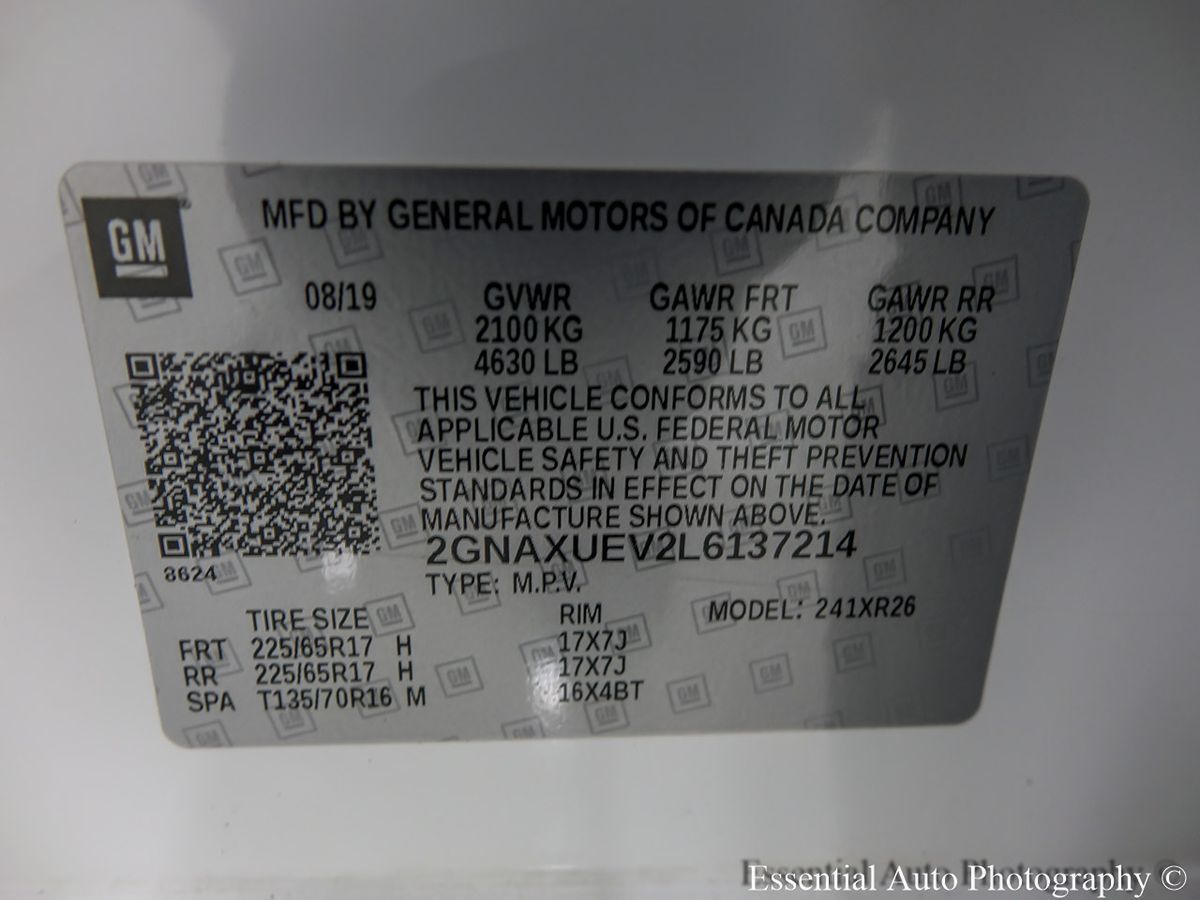 GM
MFD BY GENERAL MOTORS OF CANADA COMPANY
08/19 GVWR GAWR FRT GAWR RR
2100 KG 1175 KG 1200 KG
4630 LB 2590 LB 2645 LB
THIS VEHICLE CONFORMS TO ALL
APPLICABLE U.S. FEDERAL MOTOR
VEHICLE SAFETY AND THEFT PREVENTION
STANDARDS IN EFFECT ON THE DATE OF
MANUFACTURE SHOWN ABOVE.
2GNAXUEV2L6137214
8624
TYPE: M.P.V.
TIRE SIZE RIM MODEL: 241XR26
FRT 225/65R17 H 17X7J
RR 225/65R17 H 17X7J
SPA T135/70R16 M 16X4BT
Essential Auto Photography ©